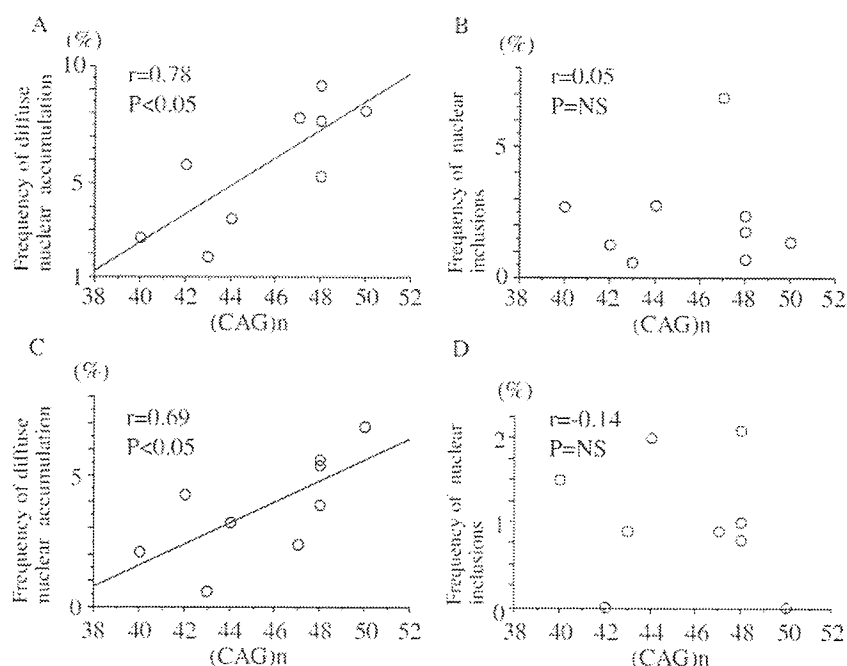 A
(%)
r=0.78
P<0.05
Frequency of diffuse
nuclear accumulation
10
5
1
38 40 42 44 46 48 50 52
(CAG)n
B
(%)
r=0.05
P=NS
Frequency of nuclear
inclusions
5
0
38 40 42 44 46 48 50 52
(CAG)n
C
(%)
r=0.69
P<0.05
Frequency of diffuse
nuclear accumulation
5
0
38 40 42 44 46 48 50 52
(CAG)n
D
(%)
r=-0.14
P=NS
Frequency of nuclear
inclusions
2
1
0
38 40 42 44 46 48 50 52
(CAG)n